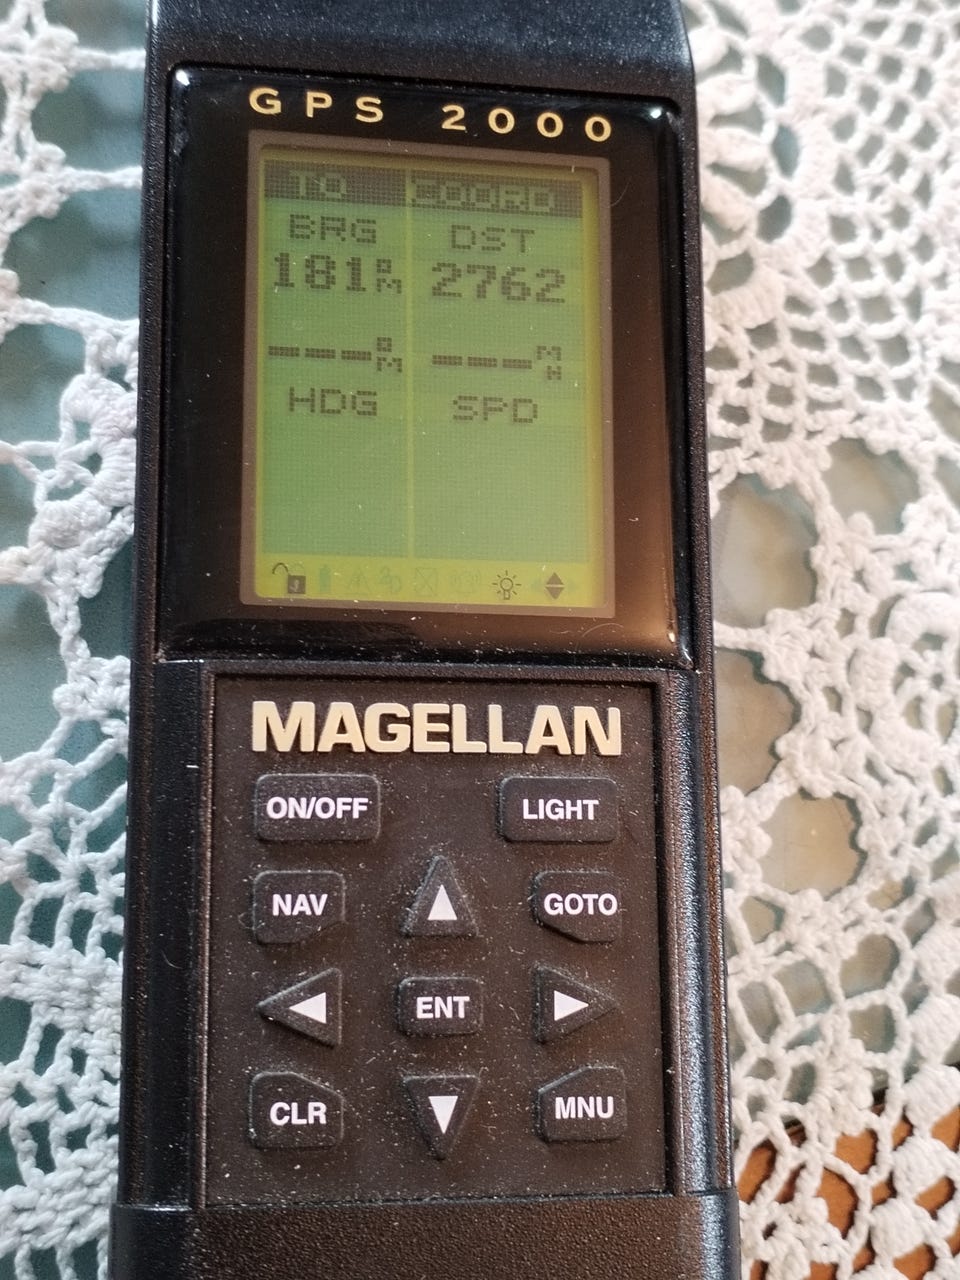 GPS 2000
TO COORD
BRG DST
181°M 2762
---°M ---MH
HDG SPD
MAGELLAN
ON/OFF LIGHT
NAV GOTO
ENT
CLR MNU